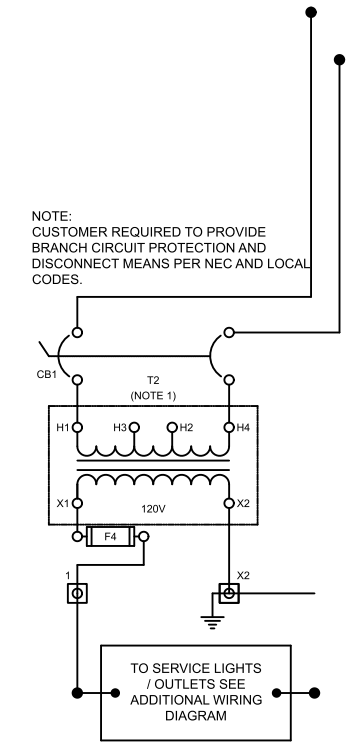 NOTE:
CUSTOMER REQUIRED TO PROVIDE
BRANCH CIRCUIT PROTECTION AND
DISCONNECT MEANS PER NEC AND LOCAL
CODES.
CB1
T2
(NOTE 1)
H1 H3 H2 H4
X1 120V X2
F4
1 X2
TO SERVICE LIGHTS
/ OUTLETS SEE
ADDITIONAL WIRING
DIAGRAM